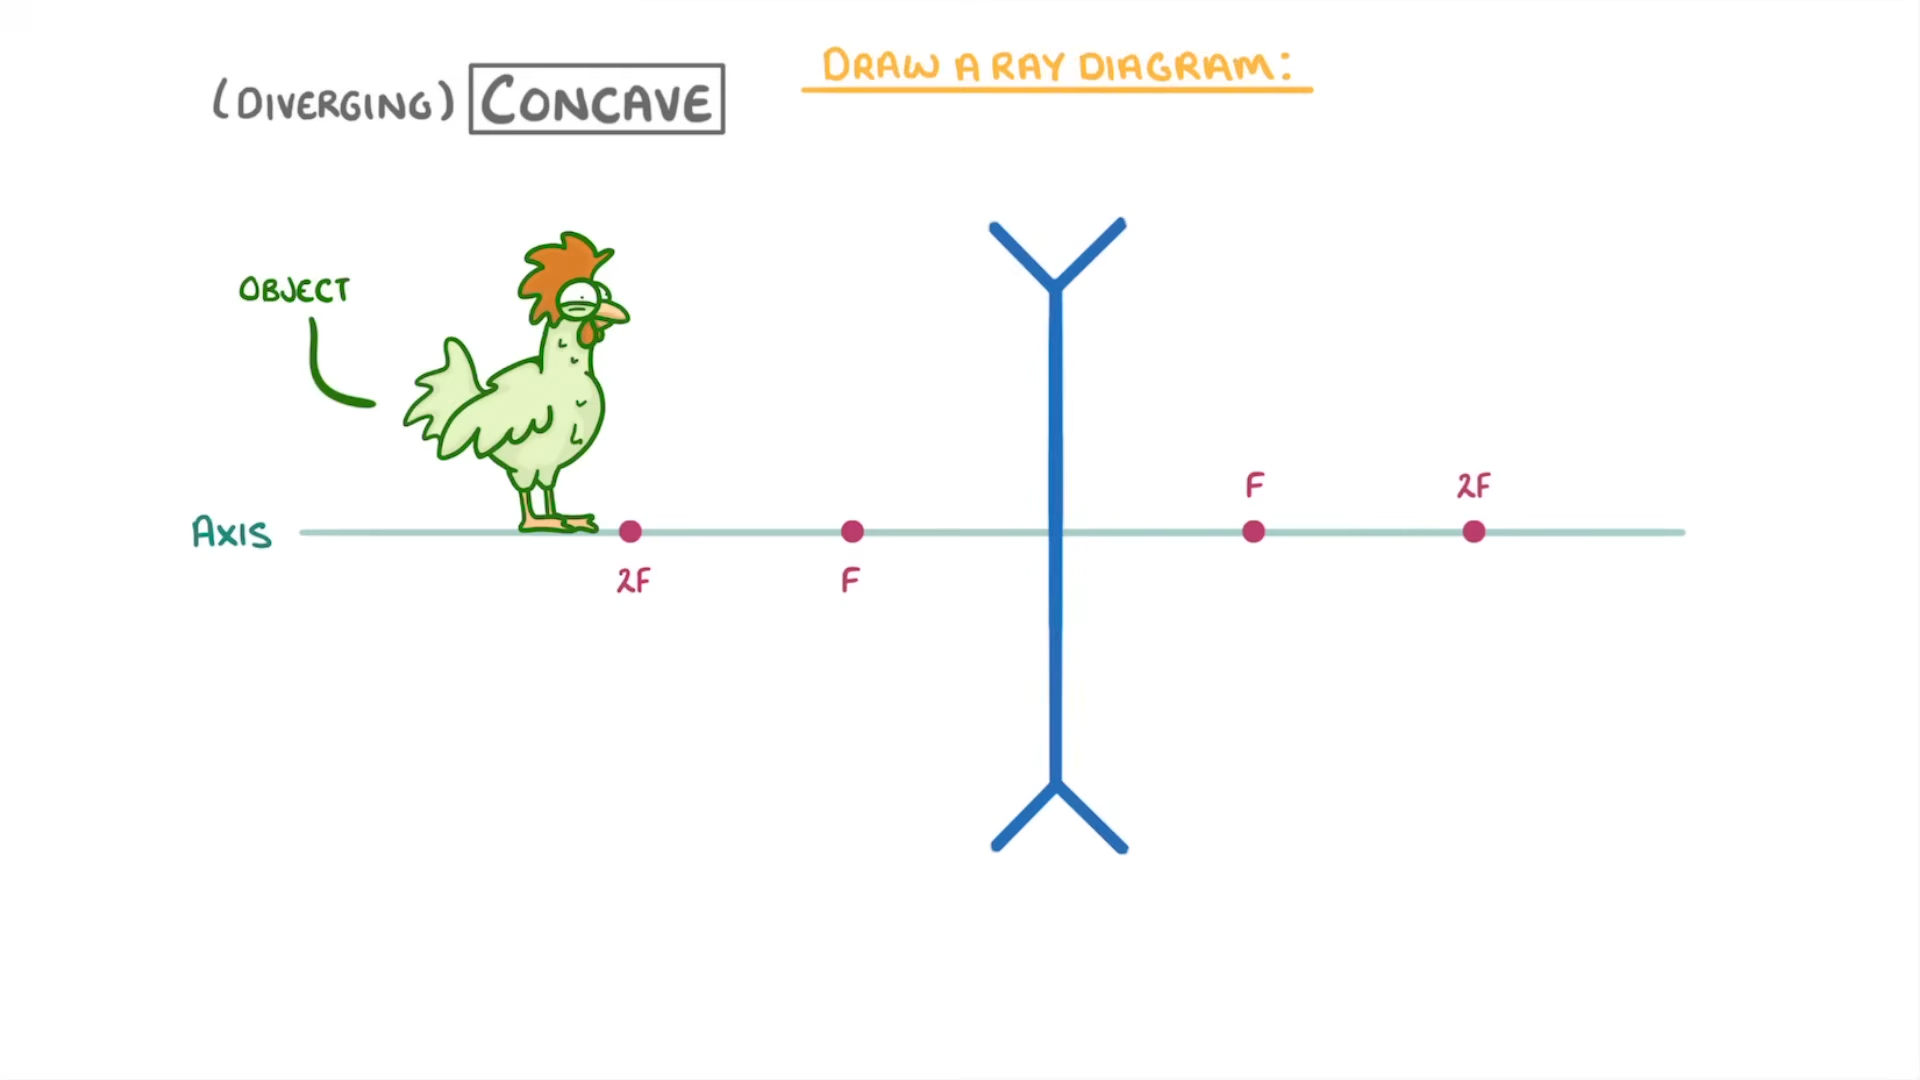 DRAW A RAY DIAGRAM:
(DIVERGING) CONCAVE
OBJECT
F
2F
AXIS
2F
F